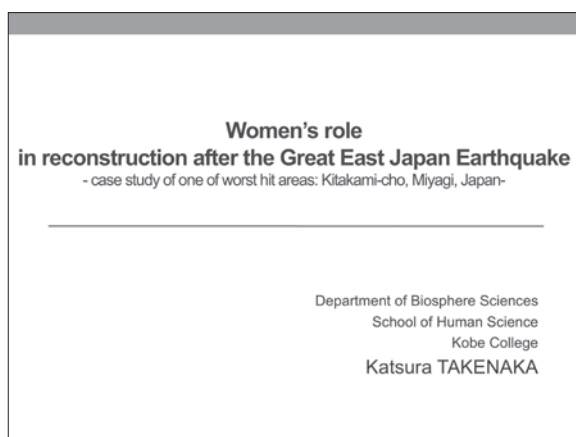 Women's role
in reconstruction after the Great East Japan Earthquake
- case study of one of worst hit areas: Kitakami-cho, Miyagi, Japan-
Department of Biosphere Sciences
School of Human Science
Kobe College
Katsura TAKENAKA